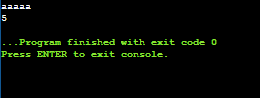 aaaaa
5
...Program finished with exit code 0
Press ENTER to exit console.